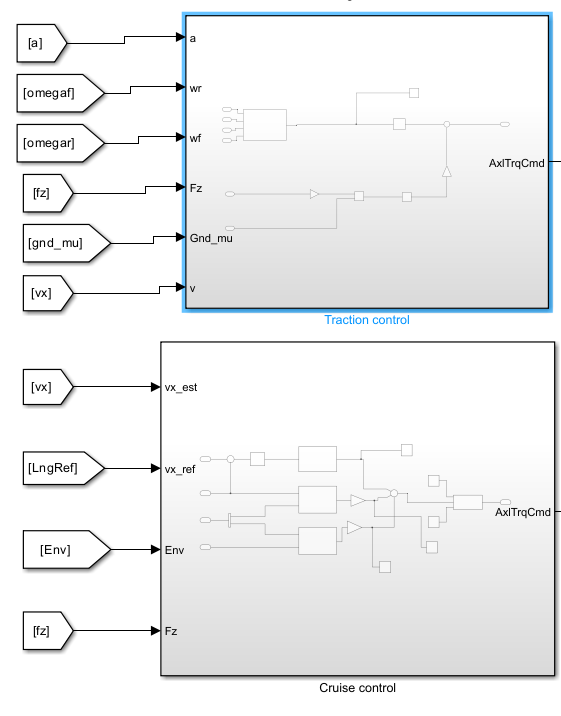 [a]
a
[omegaf]
wr
[omegar]
wf
AxlTrqCmd
[fz]
Fz
[gnd_mu]
Gnd_mu
[vx]
v
Traction control
[vx]
vx_est
[LngRef]
vx_ref
AxlTrqCmd
[Env]
Env
[fz]
Fz
Cruise control